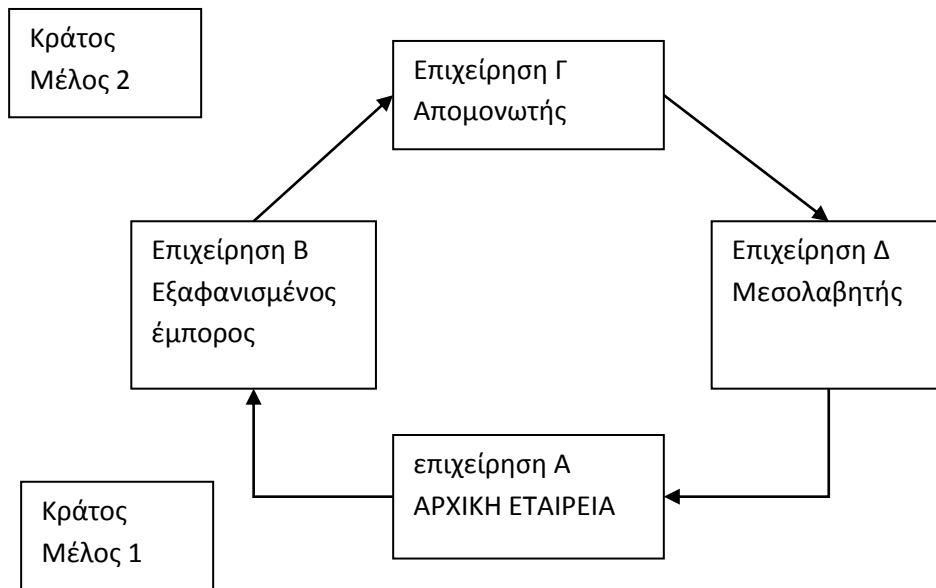 Κράτος
Μέλος 2
Επιχείρηση Γ
Απομονωτής
Επιχείρηση Β
Εξαφανισμένος
έμπορος
Επιχείρηση Δ
Μεσολαβητής
επιχείρηση Α
ΑΡΧΙΚΗ ΕΤΑΙΡΕΙΑ
Κράτος
Μέλος 1